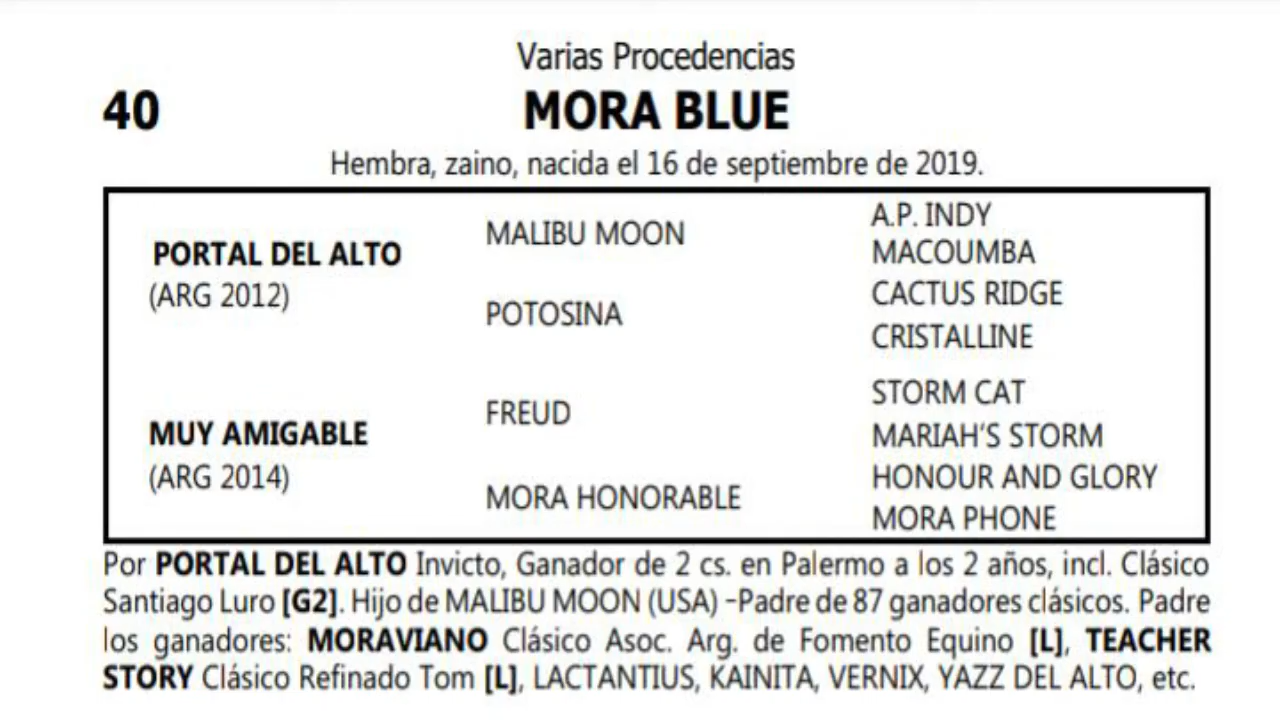 Varias Procedencias
40 MORA BLUE
Hembra, zaino, nacida el 16 de septiembre de 2019.
PORTAL DEL ALTO
(ARG 2012)
MALIBU MOON
A.P. INDY
MACOUMBA
POTOSINA
CACTUS RIDGE
CRISTALLINE
MUY AMIGABLE
(ARG 2014)
FREUD
STORM CAT
MARIAH'S STORM
MORA HONORABLE
HONOUR AND GLORY
MORA PHONE
Por PORTAL DEL ALTO Invicto, Ganador de 2 cs. en Palermo a los 2 años, incl. Clásico
Santiago Luro [G2]. Hijo de MALIBU MOON (USA) -Padre de 87 ganadores clásicos. Padre
los ganadores: MORAVIANO Clásico Asoc. Arg. de Fomento Equino [L], TEACHER
STORY Clásico Refinado Tom [L], LACTANTIUS, KAINITA, VERNIX, YAZZ DEL ALTO, etc.